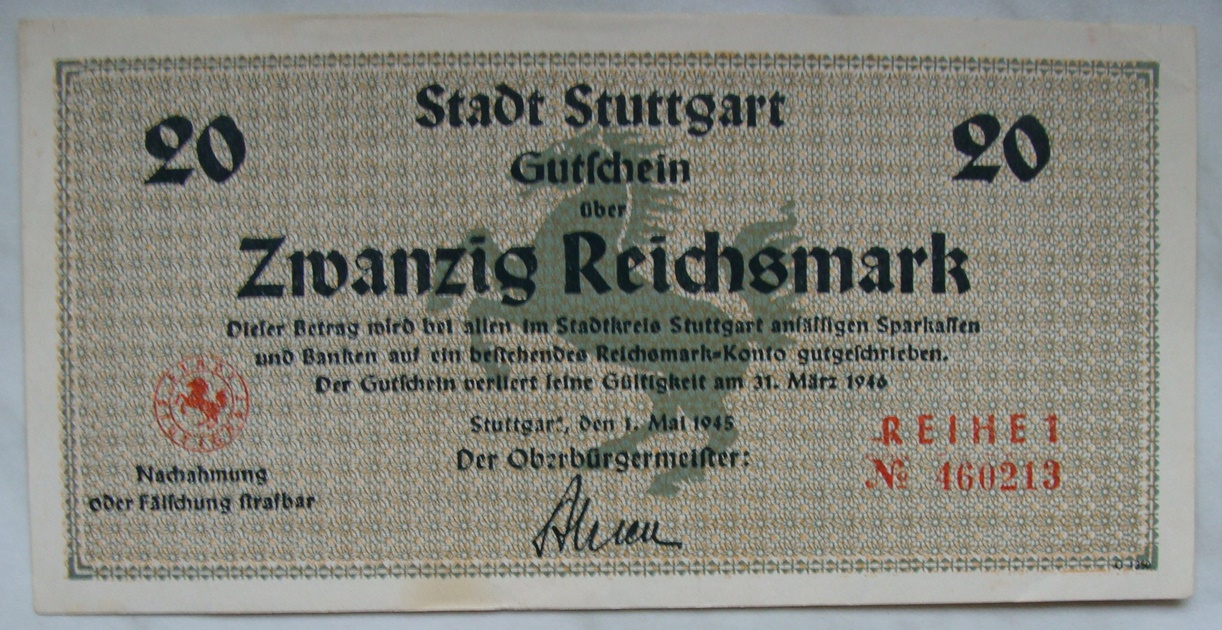 Stadt Stuttgart
20
20
Gutſchein
über
Zwanzig Reichsmark
Dieſer Betrag wird bei allen im Stadtkreis Stuttgart anſäſſigen Sparkaſſen
und Banken auf ein beſtehendes Reichsmark-Konto gutgeſchrieben.
Der Gutſchein verliert ſeine Gültigkeit am 31. März 1946
Stuttgart, den 1. Mai 1945
Der Oberbürgermeiſter:
REIHE 1
№ 460213
Nachahmung
oder Fälſchung ſtrafbar